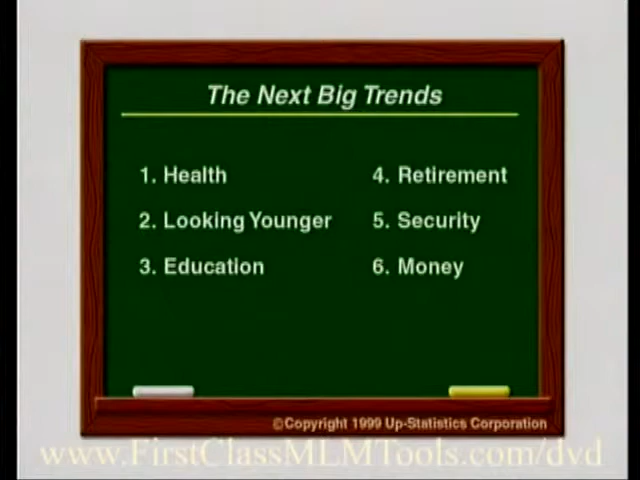 The Next Big Trends
1. Health
2. Looking Younger
3. Education
4. Retirement
5. Security
6. Money
©Copyright 1999 Up-Statistics Corporation
www.FirstClassMLMTools.com/dvd